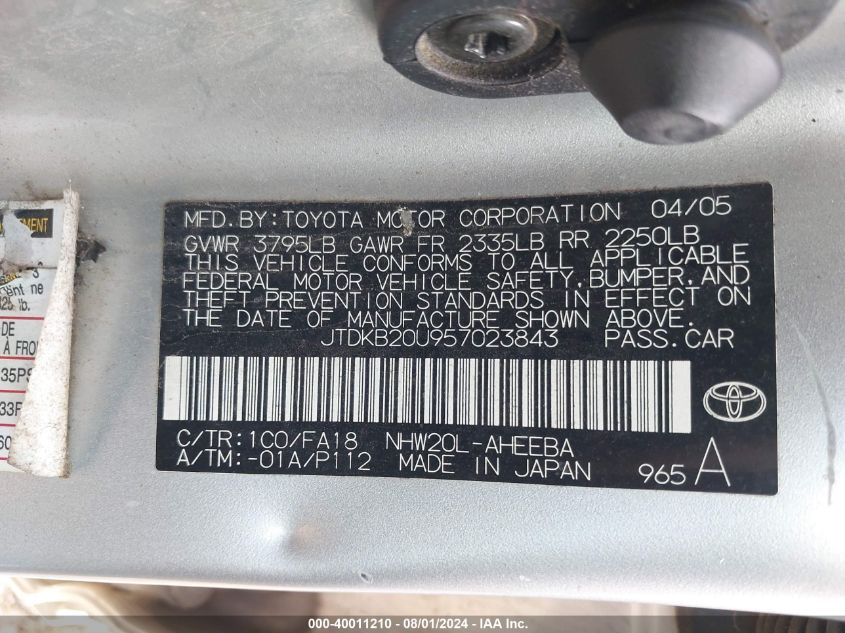 MFD.BY:TOYOTA MOTOR CORPORATION 04/05
GVWR 3795LB GAWR FR 2335LB RR 2250LB
THIS VEHICLE CONFORMS TO ALL APPLICABLE
FEDERAL MOTOR VEHICLE SAFETY,BUMPER,AND
THEFT PREVENTION STANDARDS IN EFFECT ON
THE DATE OF MANUFACTURE SHOWN ABOVE.
JTDKB20U957023843 PASS.CAR
C/TR:1C0/FA18 NHW20L-AHEEBA
A/TM:-01A/P112 MADE IN JAPAN 965 A
DE
À FRO
35PS
000-40011210 - 08/01/2024 - IAA Inc.